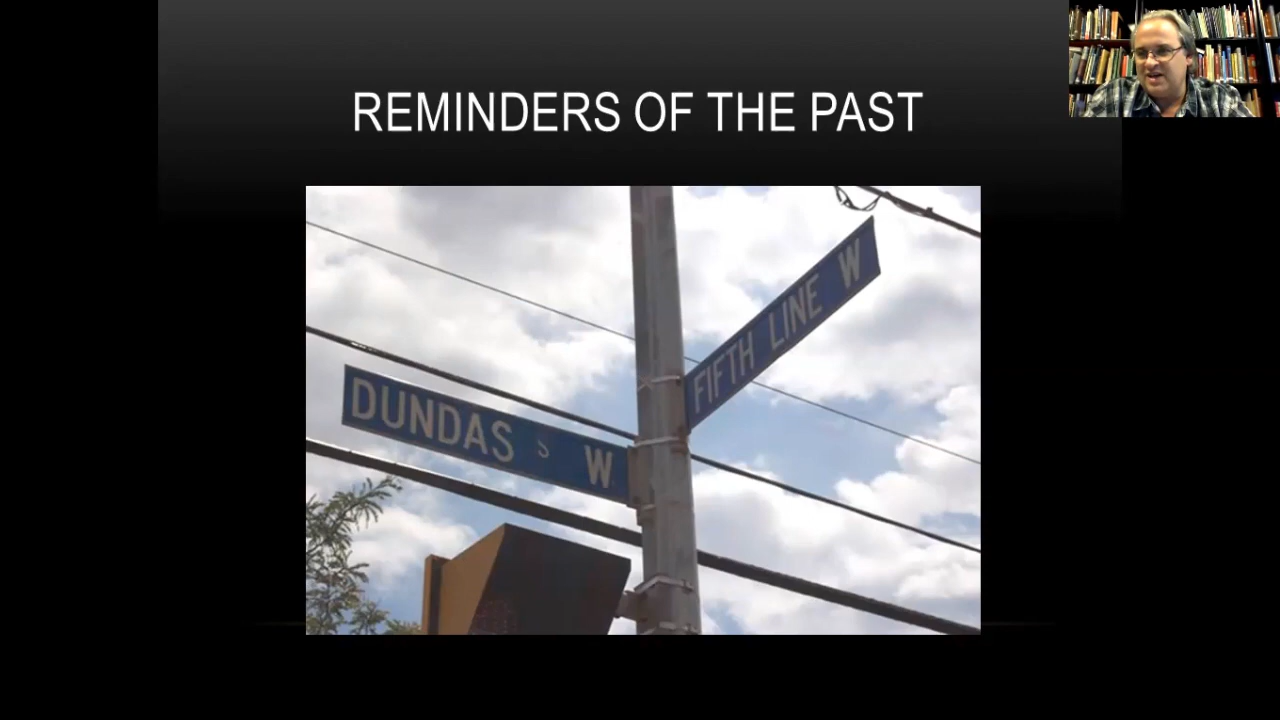 REMINDERS OF THE PAST
FIFTH LINE W
DUNDAS S W